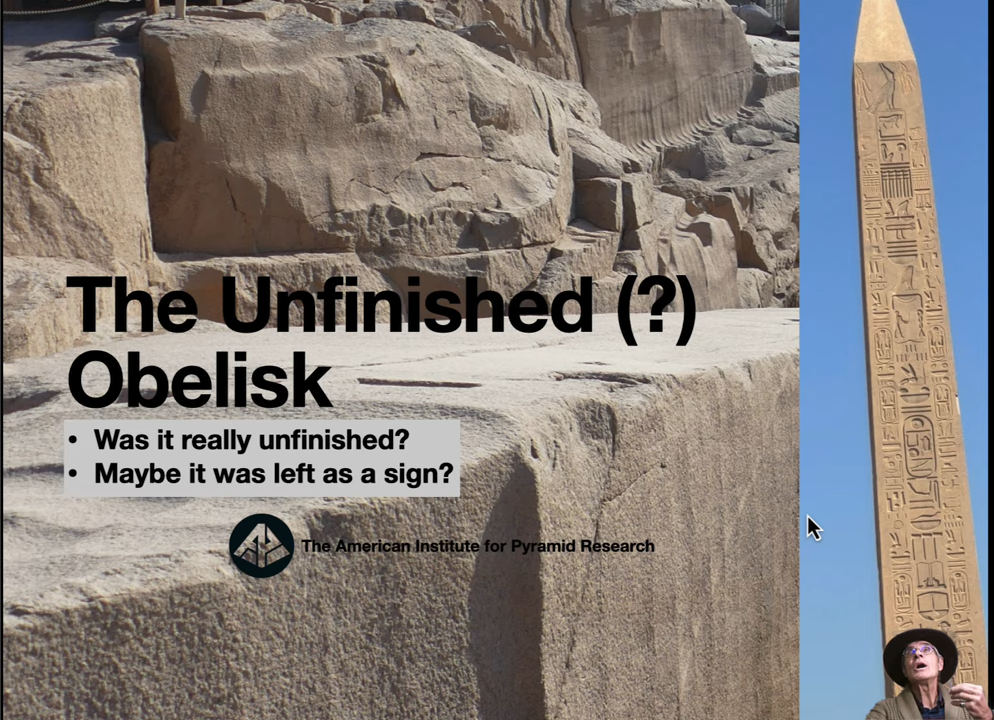 The Unfinished (?)
Obelisk
• Was it really unfinished?
• Maybe it was left as a sign?
The American Institute for Pyramid Research